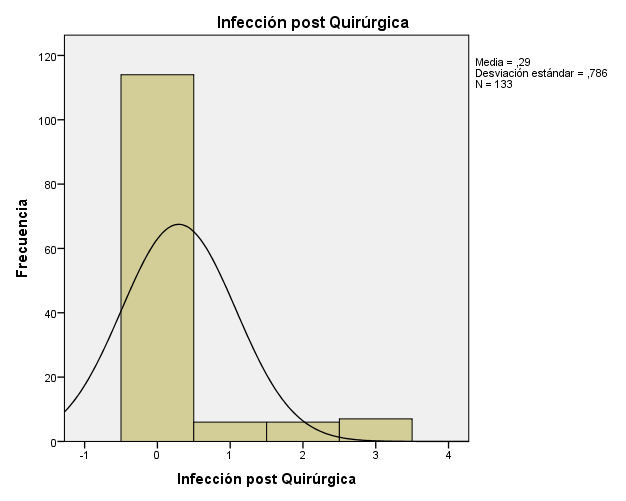 Infección post Quirúrgica
Media = ,29
Desviación estándar = ,786
N = 133
120
100
80
60
40
20
0
Frecuencia
-1 0 1 2 3 4
Infección post Quirúrgica